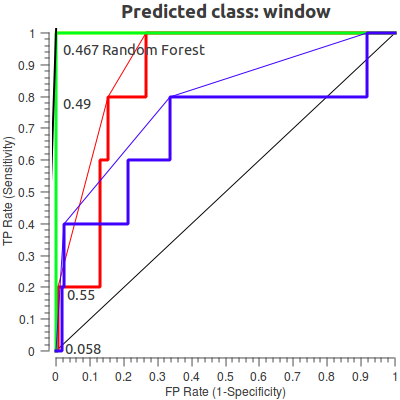 Predicted class: window
1
0.9
0.8
0.7
0.6
0.5
0.4
0.3
0.2
0.1
0
TP Rate (Sensitivity)
0.467 Random Forest
0.49
0.55
0.058
0 0.1 0.2 0.3 0.4 0.5 0.6 0.7 0.8 0.9 1
FP Rate (1-Specificity)